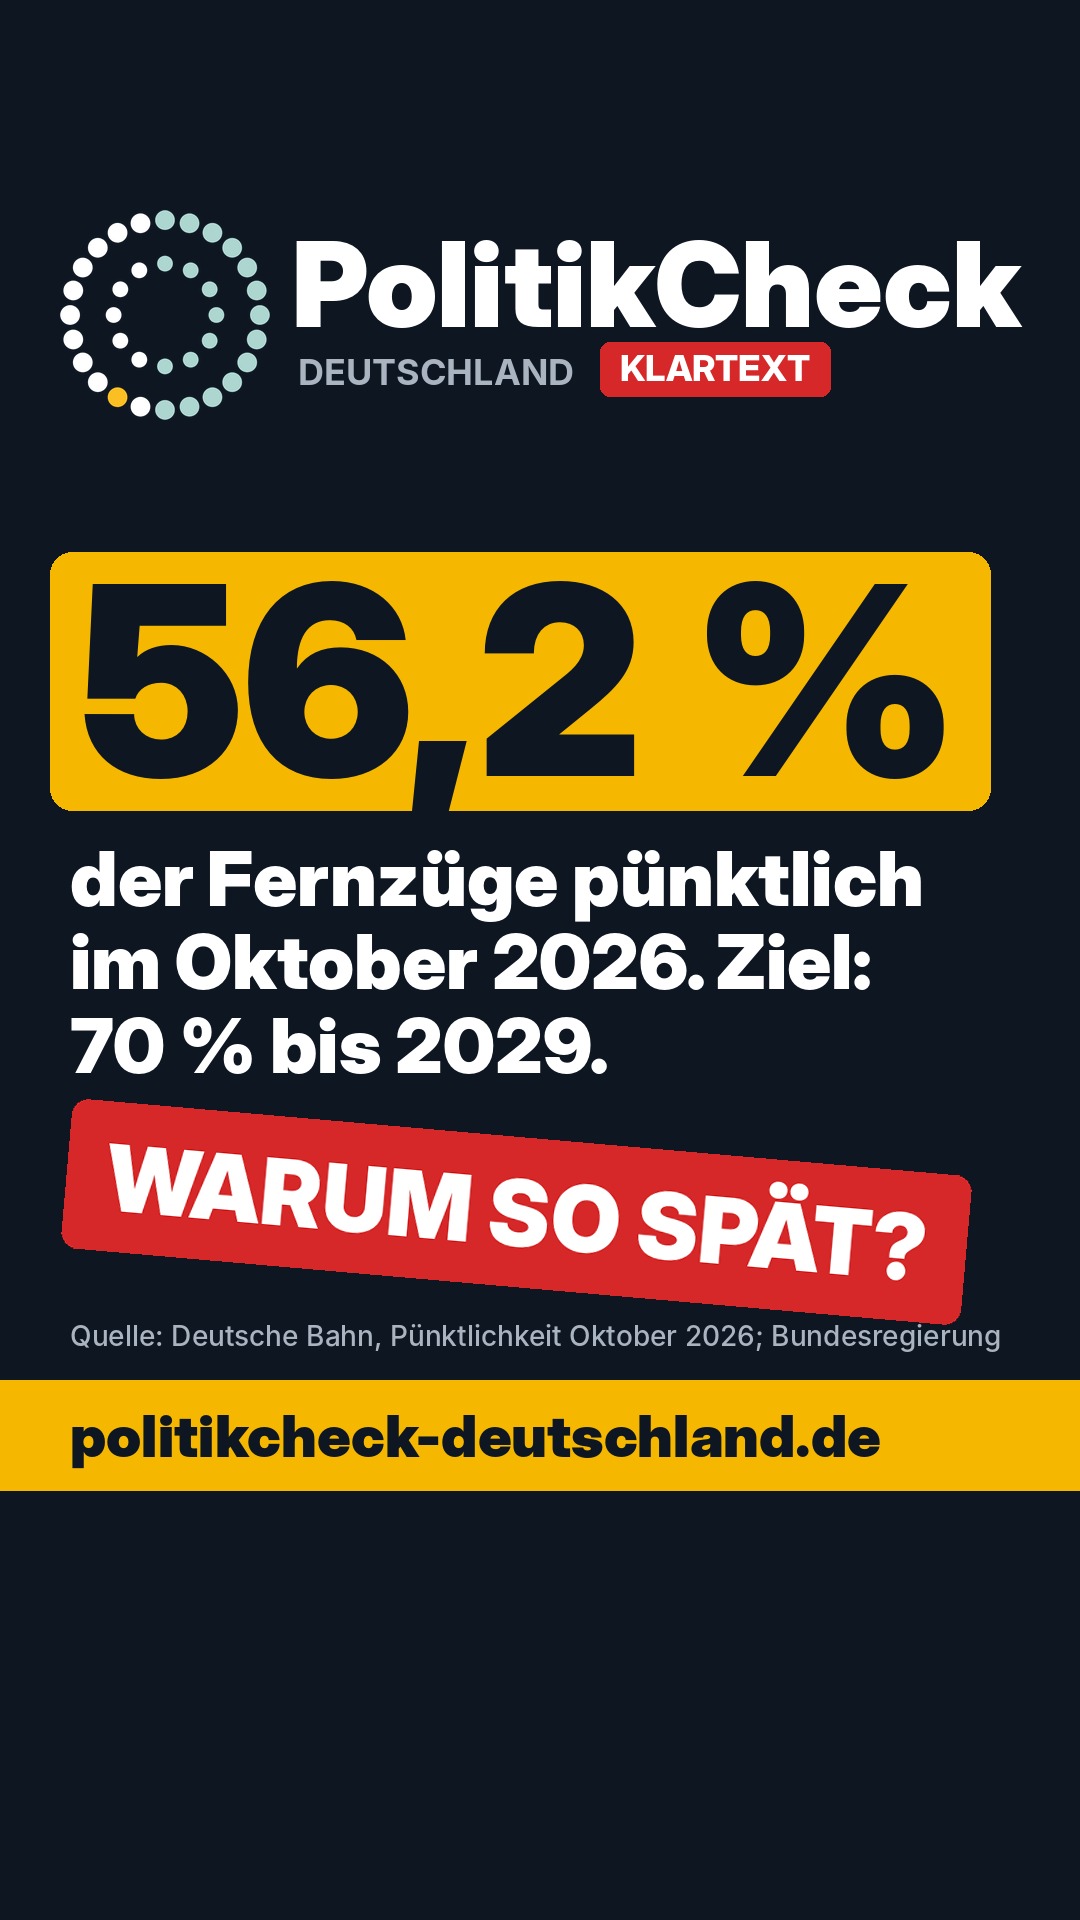 PolitikCheck
DEUTSCHLAND KLARTEXT
56,2 %
der Fernzüge pünktlich
im Oktober 2026. Ziel:
70 % bis 2029.
WARUM SO SPÄT?
Quelle: Deutsche Bahn, Pünktlichkeit Oktober 2026; Bundesregierung
politikcheck-deutschland.de